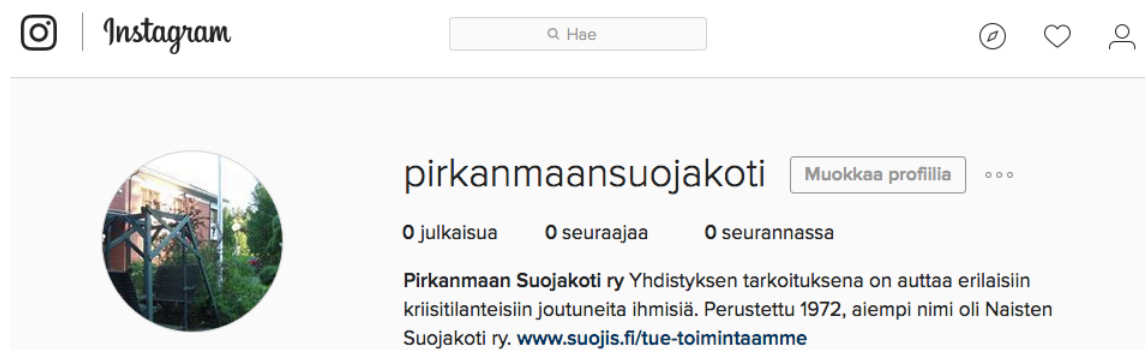 Instagram
Hae
pirkanmaansuojakoti Muokkaa profiilia
0 julkaisua 0 seuraajaa 0 seurannassa
Pirkanmaan Suojakoti ry Yhdistyksen tarkoituksena on auttaa erilaisiin
kriisitilanteisiin joutuneita ihmisiä. Perustettu 1972, aiempi nimi oli Naisten
Suojakoti ry. www.suojis.fi/tue-toimintaamme